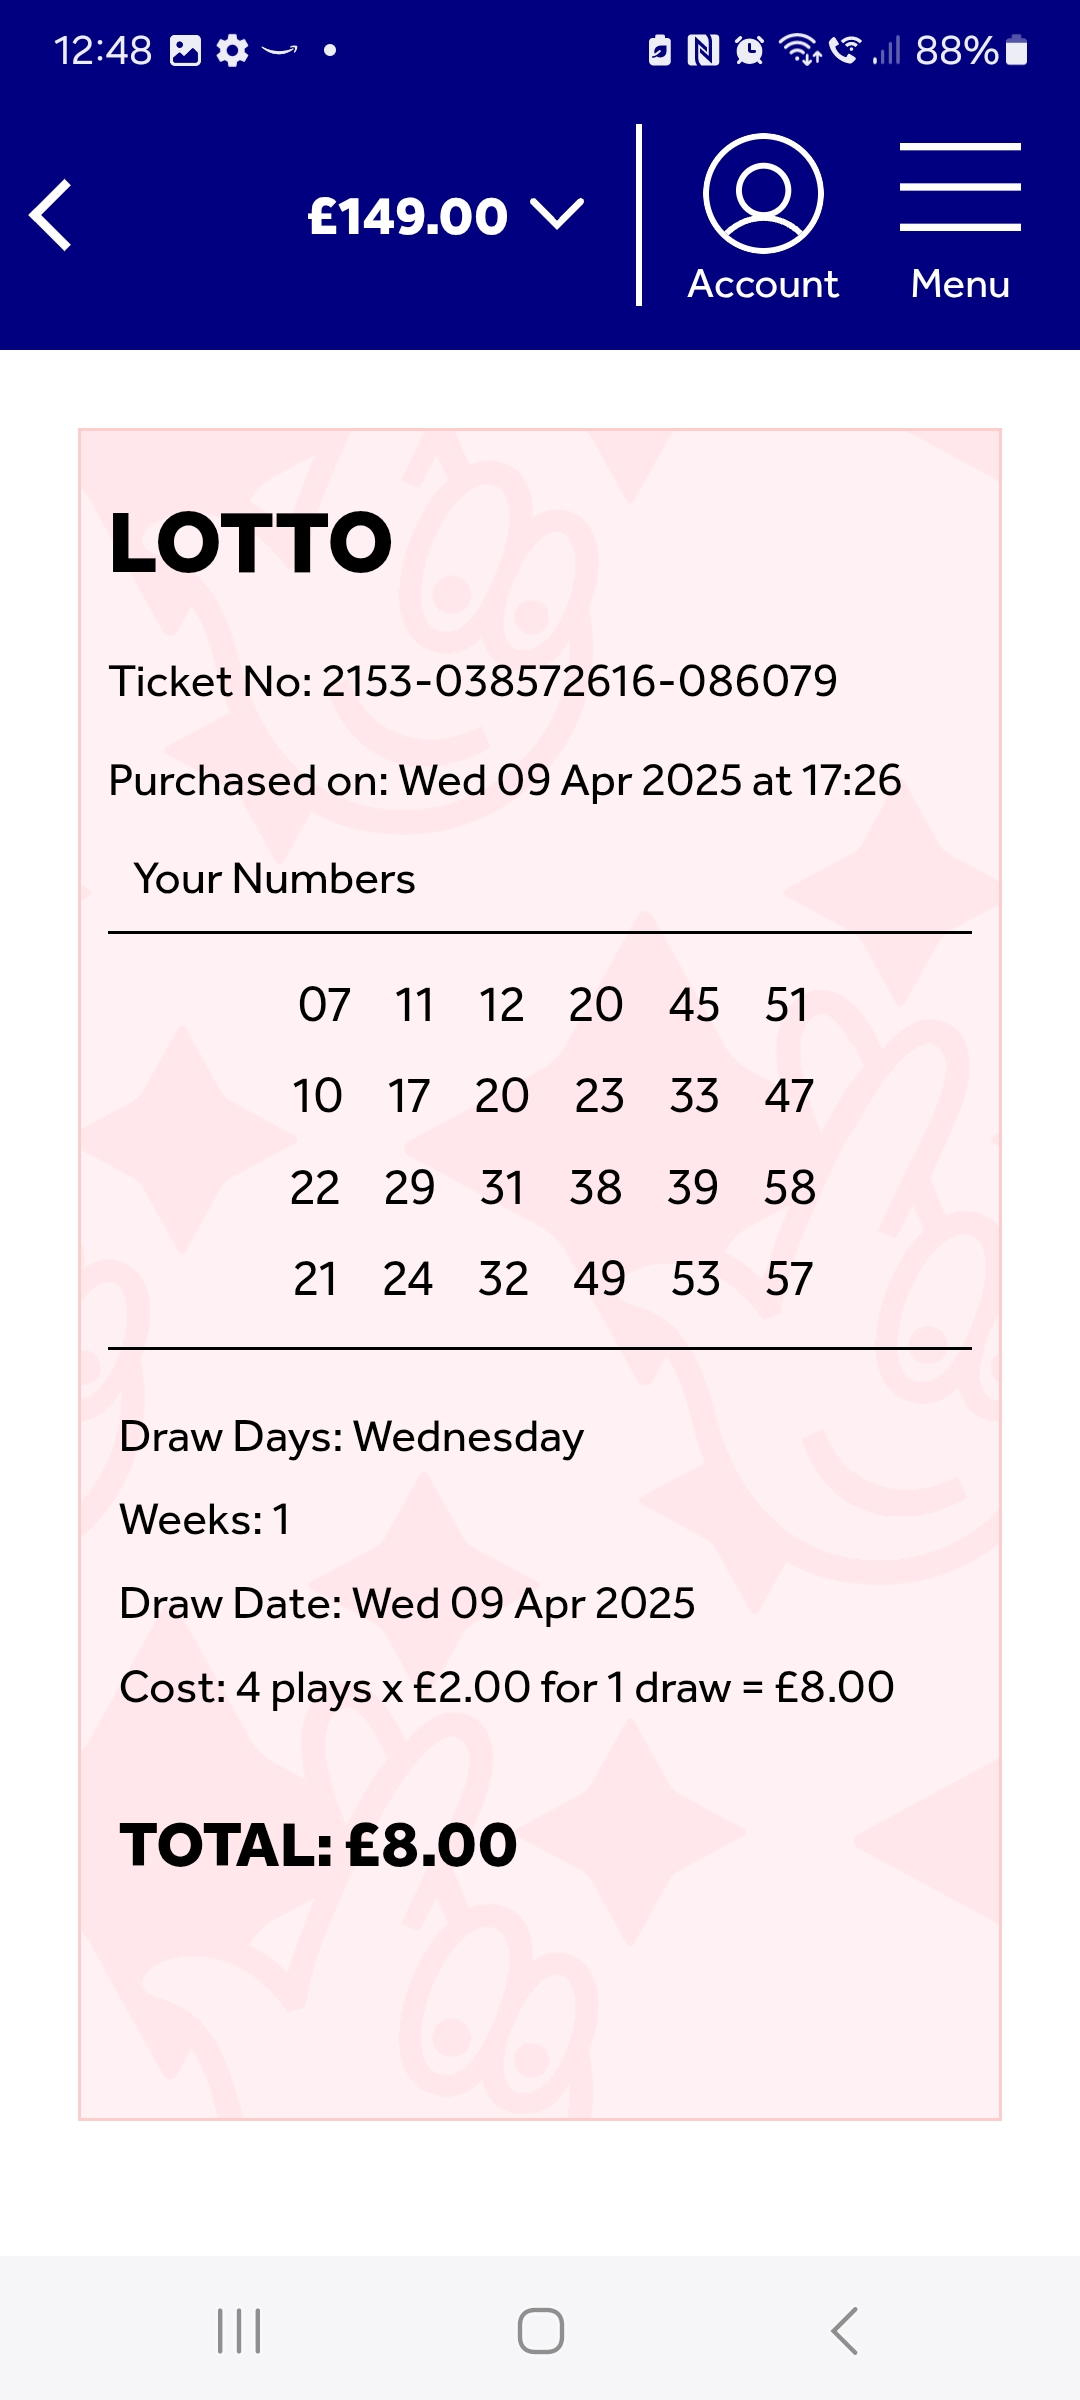 12:48 88%
£149.00
Account Menu
LOTTO
Ticket No: 2153-038572616-086079
Purchased on: Wed 09 Apr 2025 at 17:26
Your Numbers
07 11 12 20 45 51
10 17 20 23 33 47
22 29 31 38 39 58
21 24 32 49 53 57
Draw Days: Wednesday
Weeks: 1
Draw Date: Wed 09 Apr 2025
Cost: 4 plays x £2.00 for 1 draw = £8.00
TOTAL: £8.00